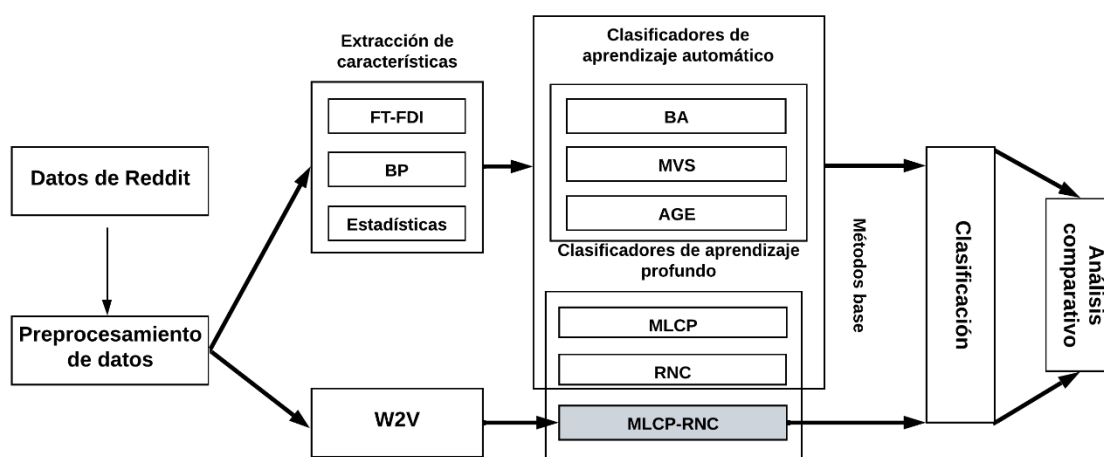 Datos de Reddit
Preprocesamiento
de datos
Extracción de
características
FT-FDI
BP
Estadísticas
W2V
Clasificadores de
aprendizaje automático
BA
MVS
AGE
Clasificadores de aprendizaje
profundo
MLCP
RNC
MLCP-RNC
Métodos base
Clasificación
Análisis
comparativo